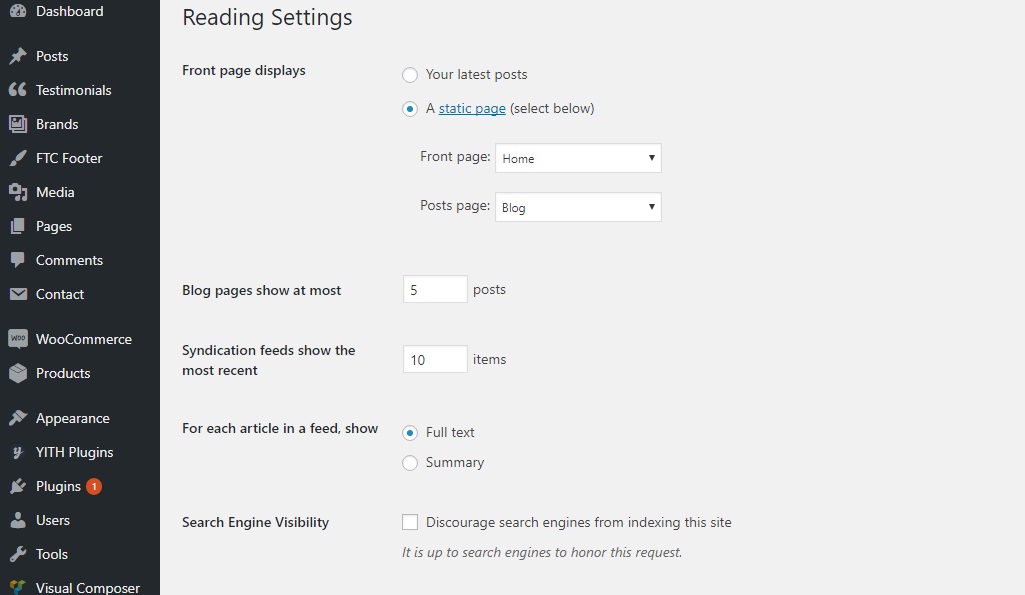 Dashboard
Posts
Testimonials
Brands
FTC Footer
Media
Pages
Comments
Contact
WOO WooCommerce
Products
Appearance
YITH Plugins
Plugins 1
Users
Tools
Visual Composer
Reading Settings
Front page displays
Your latest posts
A static page (select below)
Front page: Home
Posts page: Blog
Blog pages show at most 5 posts
Syndication feeds show the
most recent
10 items
For each article in a feed, show
Full text
Summary
Search Engine Visibility
Discourage search engines from indexing this site
It is up to search engines to honor this request.